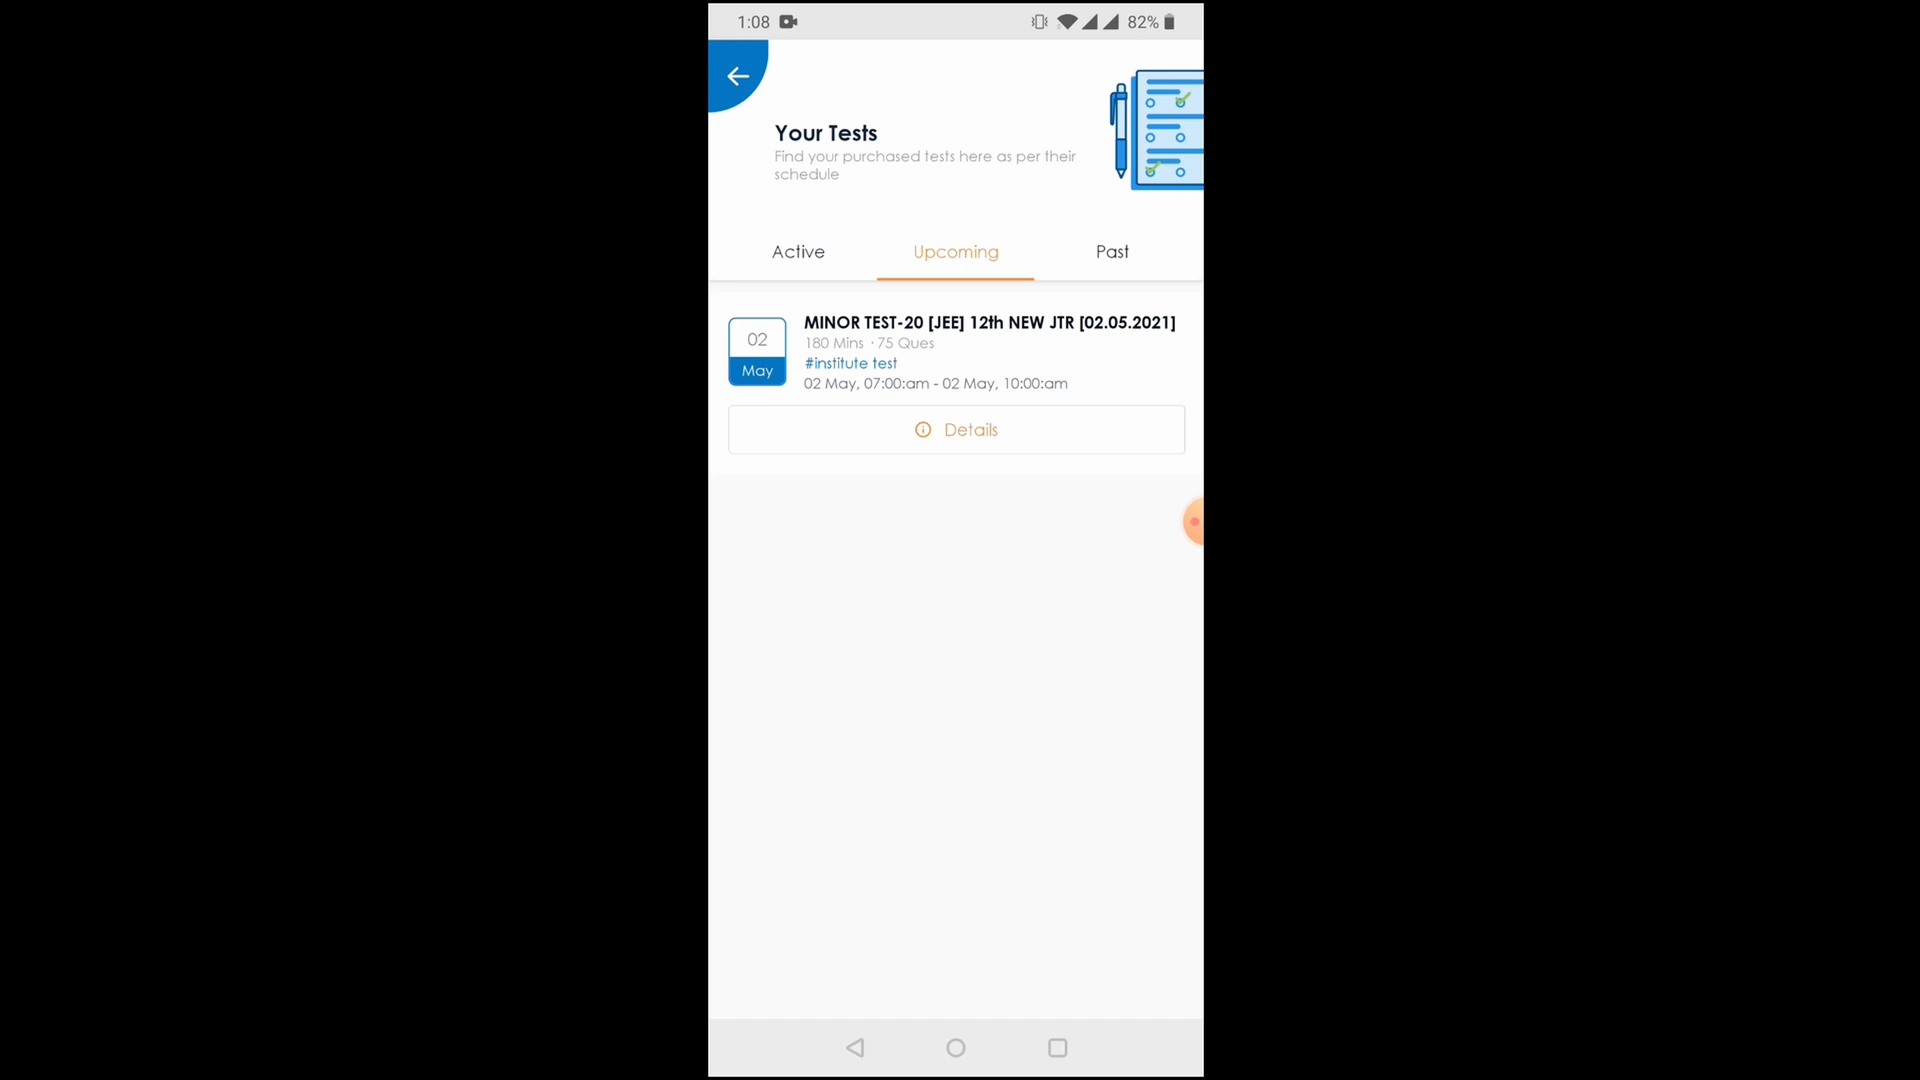 1:08
82%
Your Tests
Find your purchased tests here as per their
schedule
Active
Upcoming
Past
02
May
MINOR TEST-20 [JEE] 12th NEW JTR [02.05.2021]
180 Mins · 75 Ques
#institute test
02 May, 07:00:am - 02 May, 10:00:am
Details